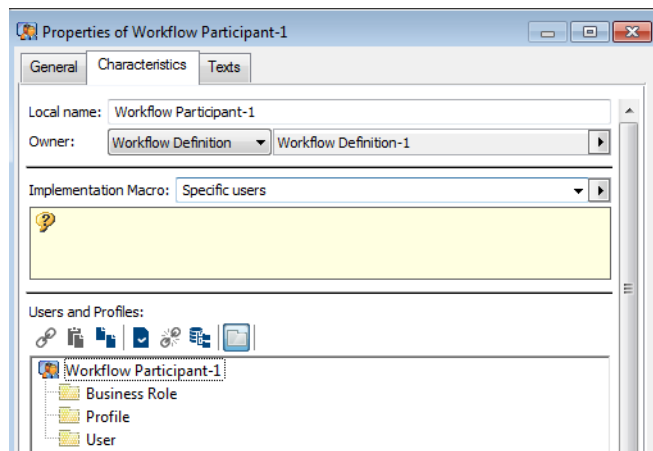 Properties of Workflow Participant-1
General Characteristics Texts
Local name: Workflow Participant-1
Owner: Workflow Definition Workflow Definition-1
Implementation Macro: Specific users
Users and Profiles:
Workflow Participant-1
Business Role
Profile
User